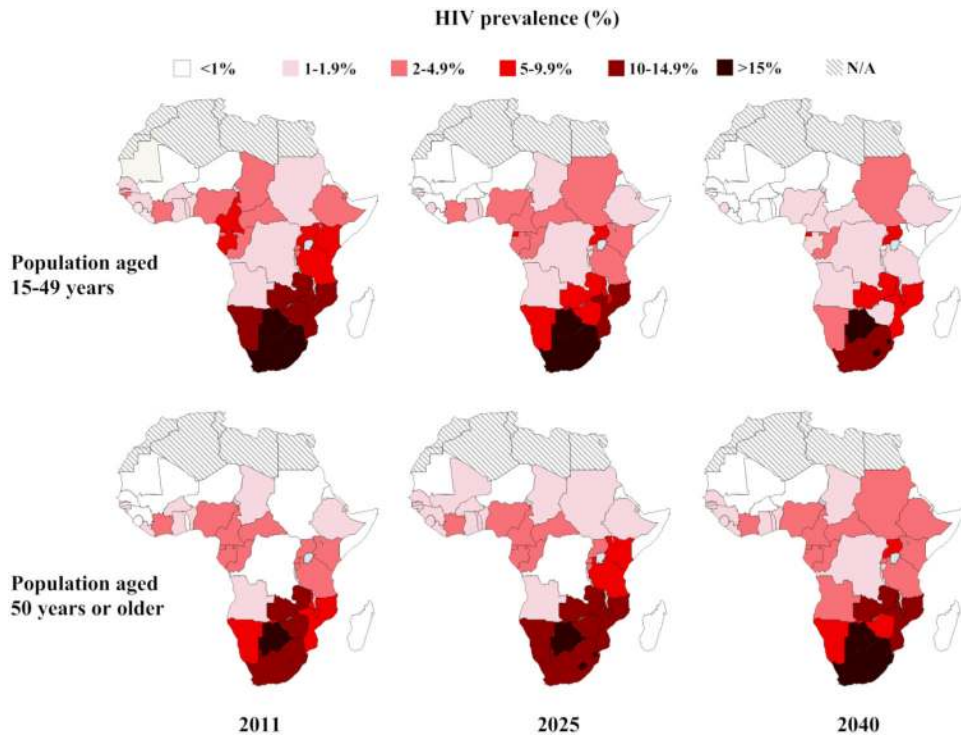 HIV prevalence (%)
<1% 1-1.9% 2-4.9% 5-9.9% 10-14.9% >15% N/A
Population aged
15-49 years
Population aged
50 years or older
2011 2025 2040